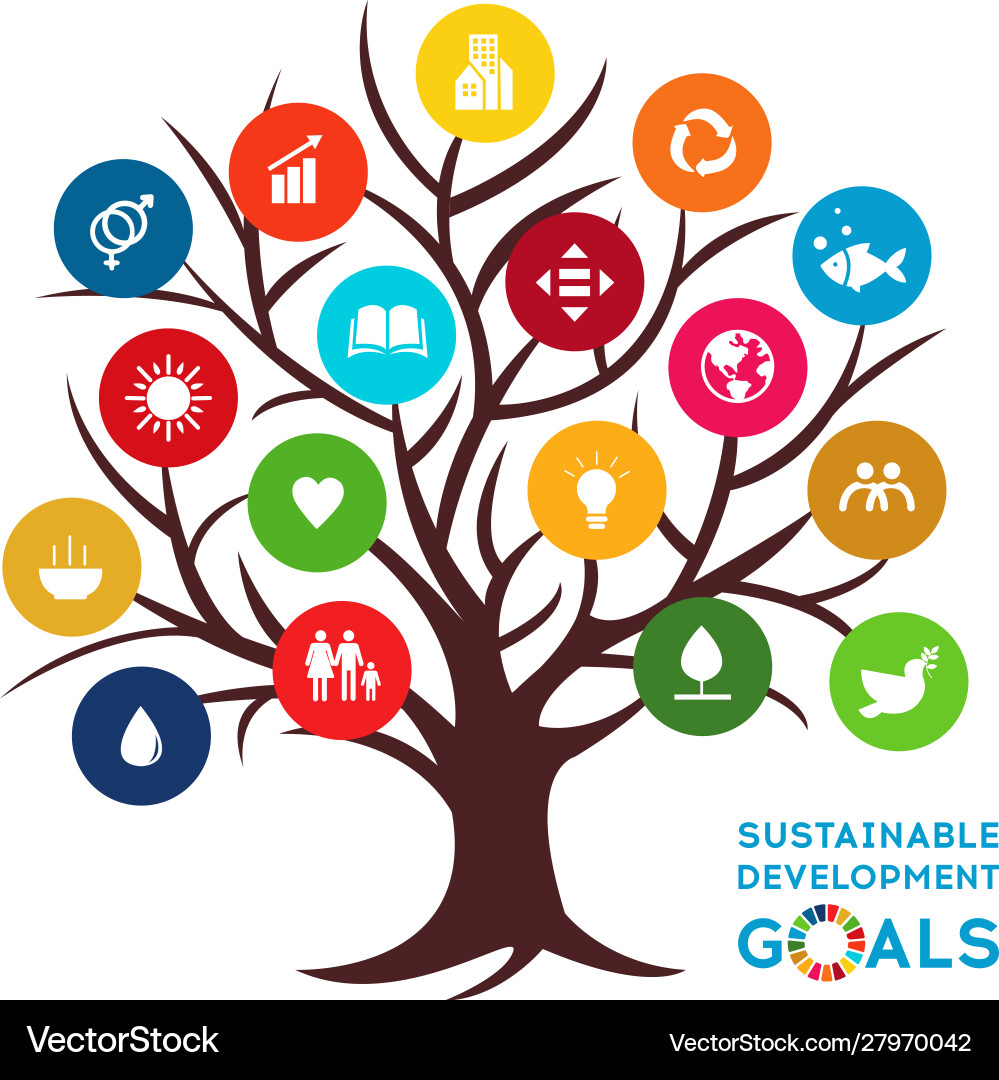 SUSTAINABLE
DEVELOPMENT
GOALS
VectorStock
VectorStock.com/27970042